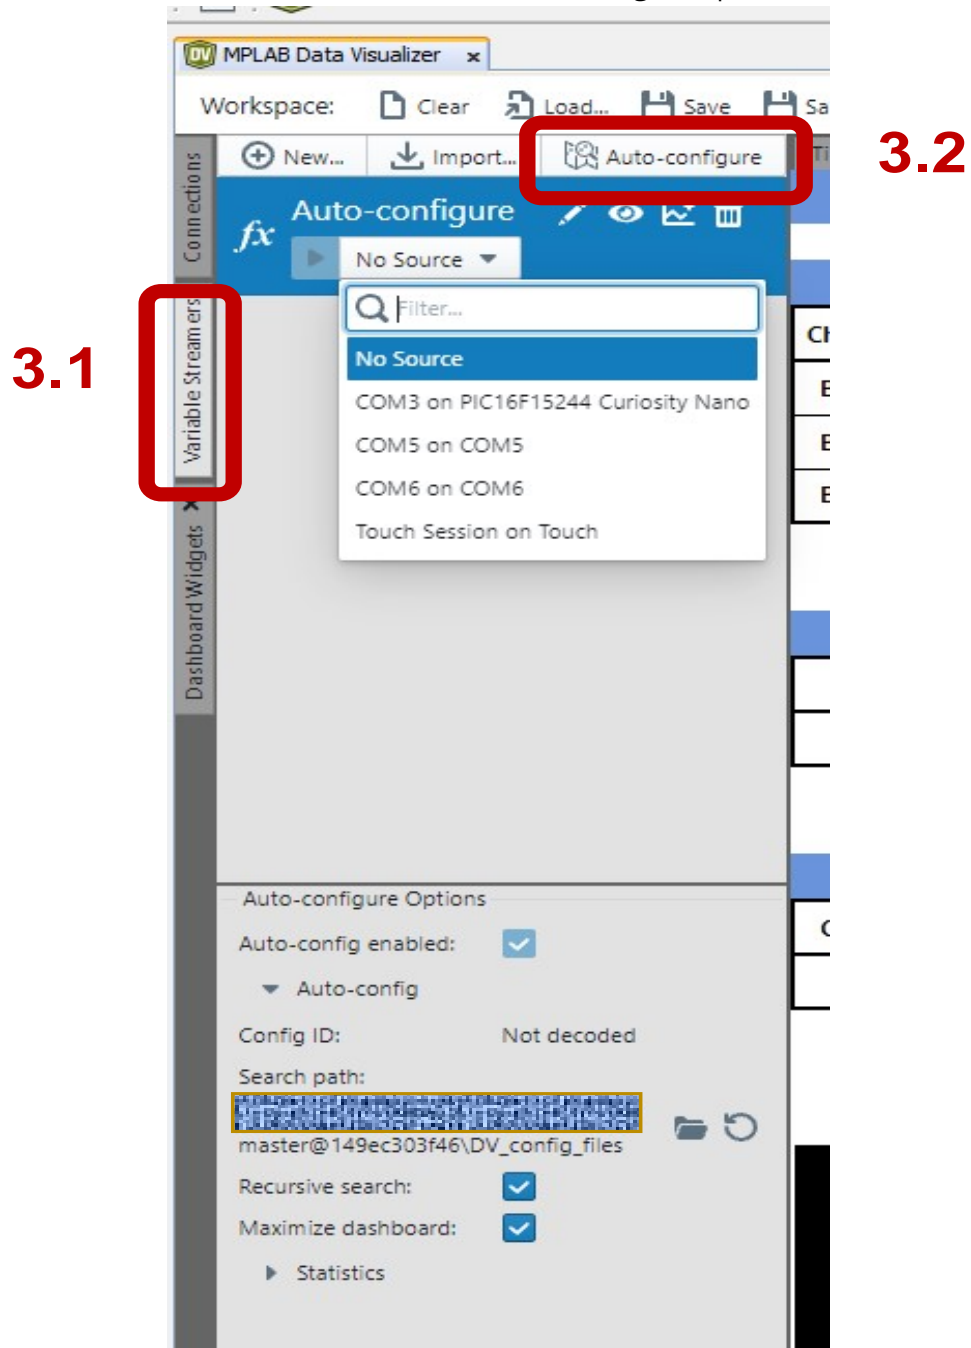 MPLAB Data Visualizer x
Workspace: Clear Load... Save Sa
New... Import... Auto-configure
3.2
Connections
fx Auto-configure
No Source
Filter...
3.1
Variable Streamers
No Source
COM3 on PIC16F15244 Curiosity Nano
COM5 on COM5
COM6 on COM6
Touch Session on Touch
Dashboard Widgets
Auto-configure Options
Auto-config enabled:
Auto-config
Config ID: Not decoded
Search path:
master@149ec303f46\DV_config_files
Recursive search:
Maximize dashboard:
Statistics